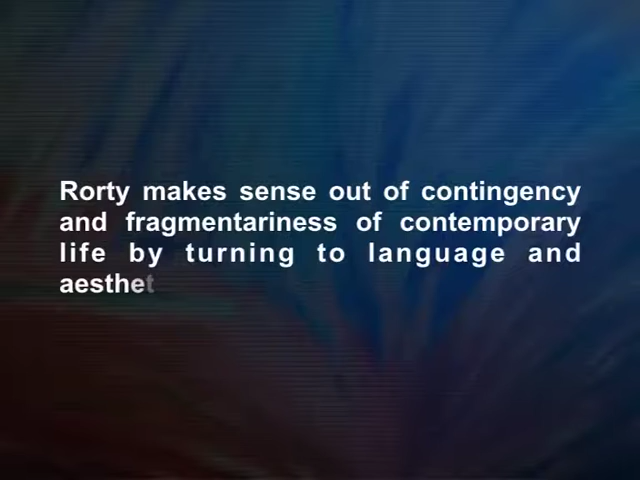 Rorty makes sense out of contingency
and fragmentariness of contemporary
life by turning to language and
aesthet